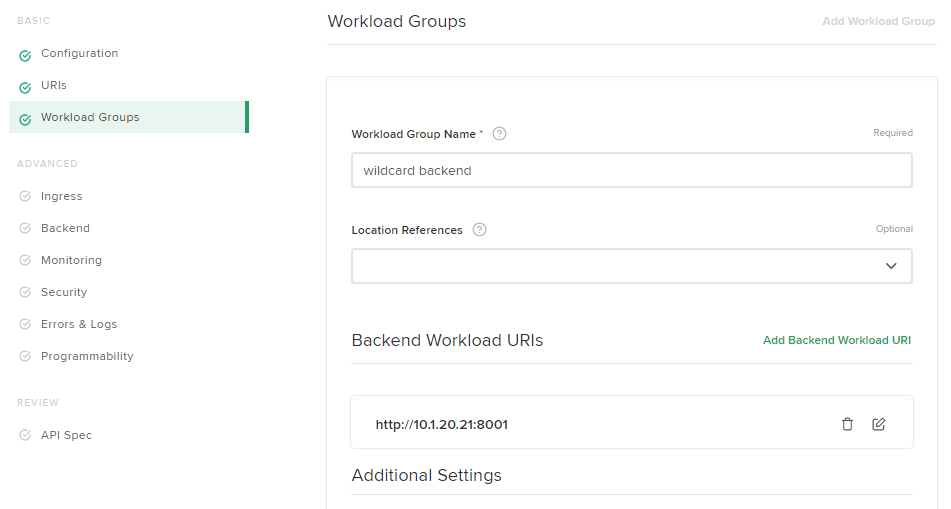 BASIC
Configuration
URIs
Workload Groups
ADVANCED
Ingress
Backend
Monitoring
Security
Errors & Logs
Programmability
REVIEW
API Spec
Workload Groups
Add Workload Group
Workload Group Name * ?
Required
wildcard backend
Location References ?
Optional
Backend Workload URIs
Add Backend Workload URI
http://10.1.20.21:8001
Additional Settings